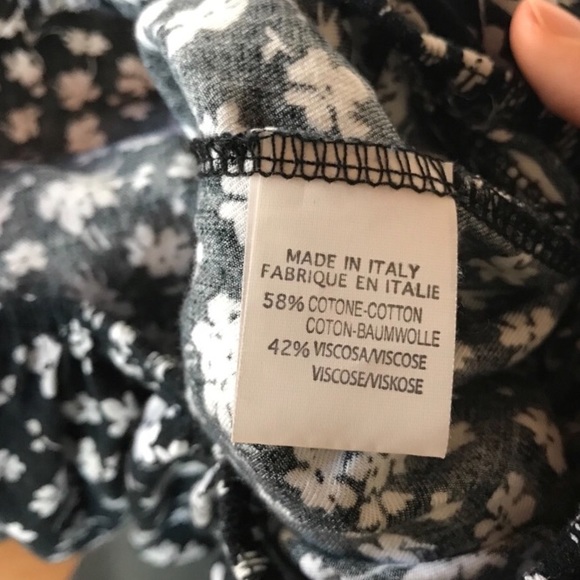 MADE IN ITALY
FABRIQUE EN ITALIE
58% COTONE-COTTON
COTON-BAUMWOLLE
42% VISCOSA/VISCOSE
VISCOSE/VISKOSE